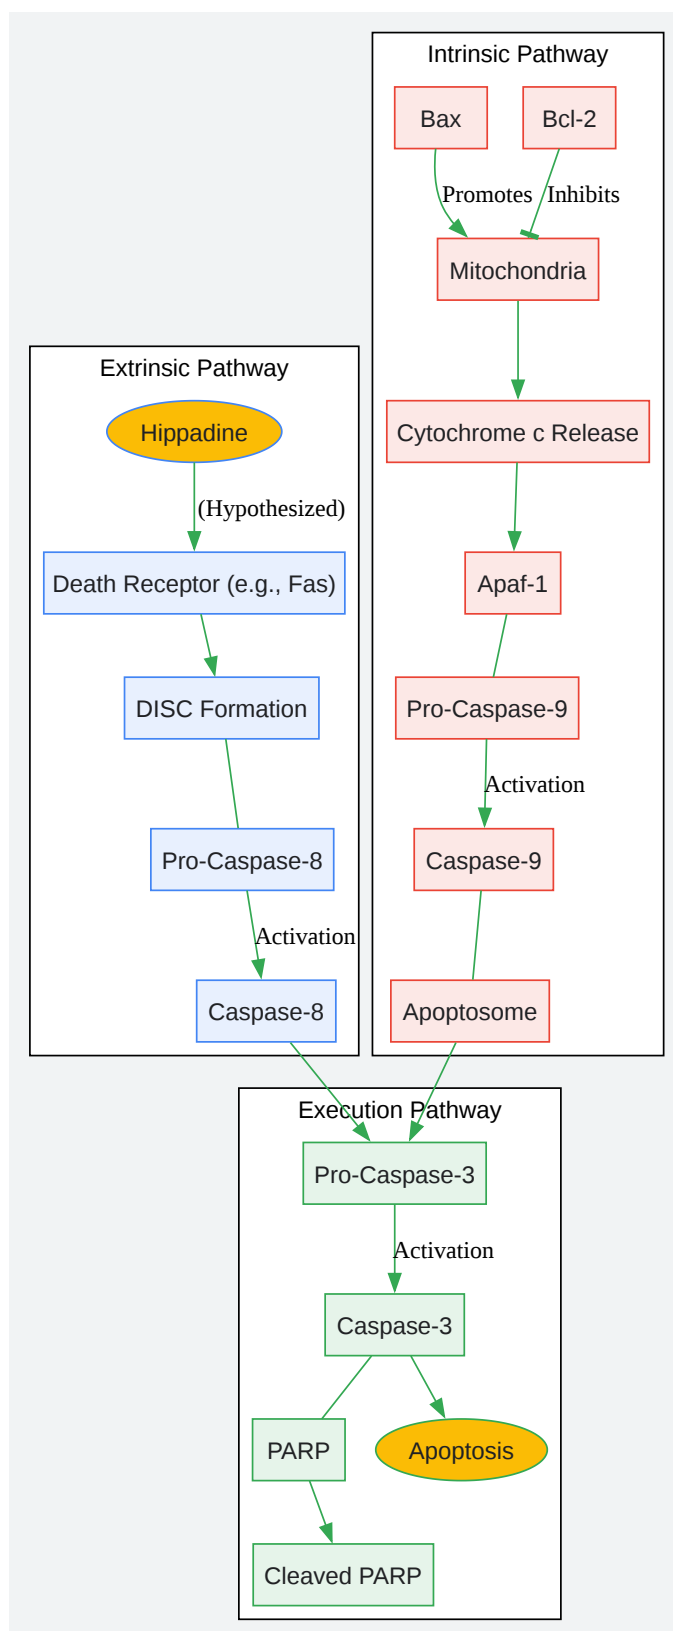 Intrinsic Pathway
Bax
Bcl-2
Promotes
Inhibits
Mitochondria
Cytochrome c Release
Apaf-1
Pro-Caspase-9
Activation
Caspase-9
Apoptosome
Extrinsic Pathway
Hippadine
(Hypothesized)
Death Receptor (e.g., Fas)
DISC Formation
Pro-Caspase-8
Activation
Caspase-8
Execution Pathway
Pro-Caspase-3
Activation
Caspase-3
PARP
Apoptosis
Cleaved PARP